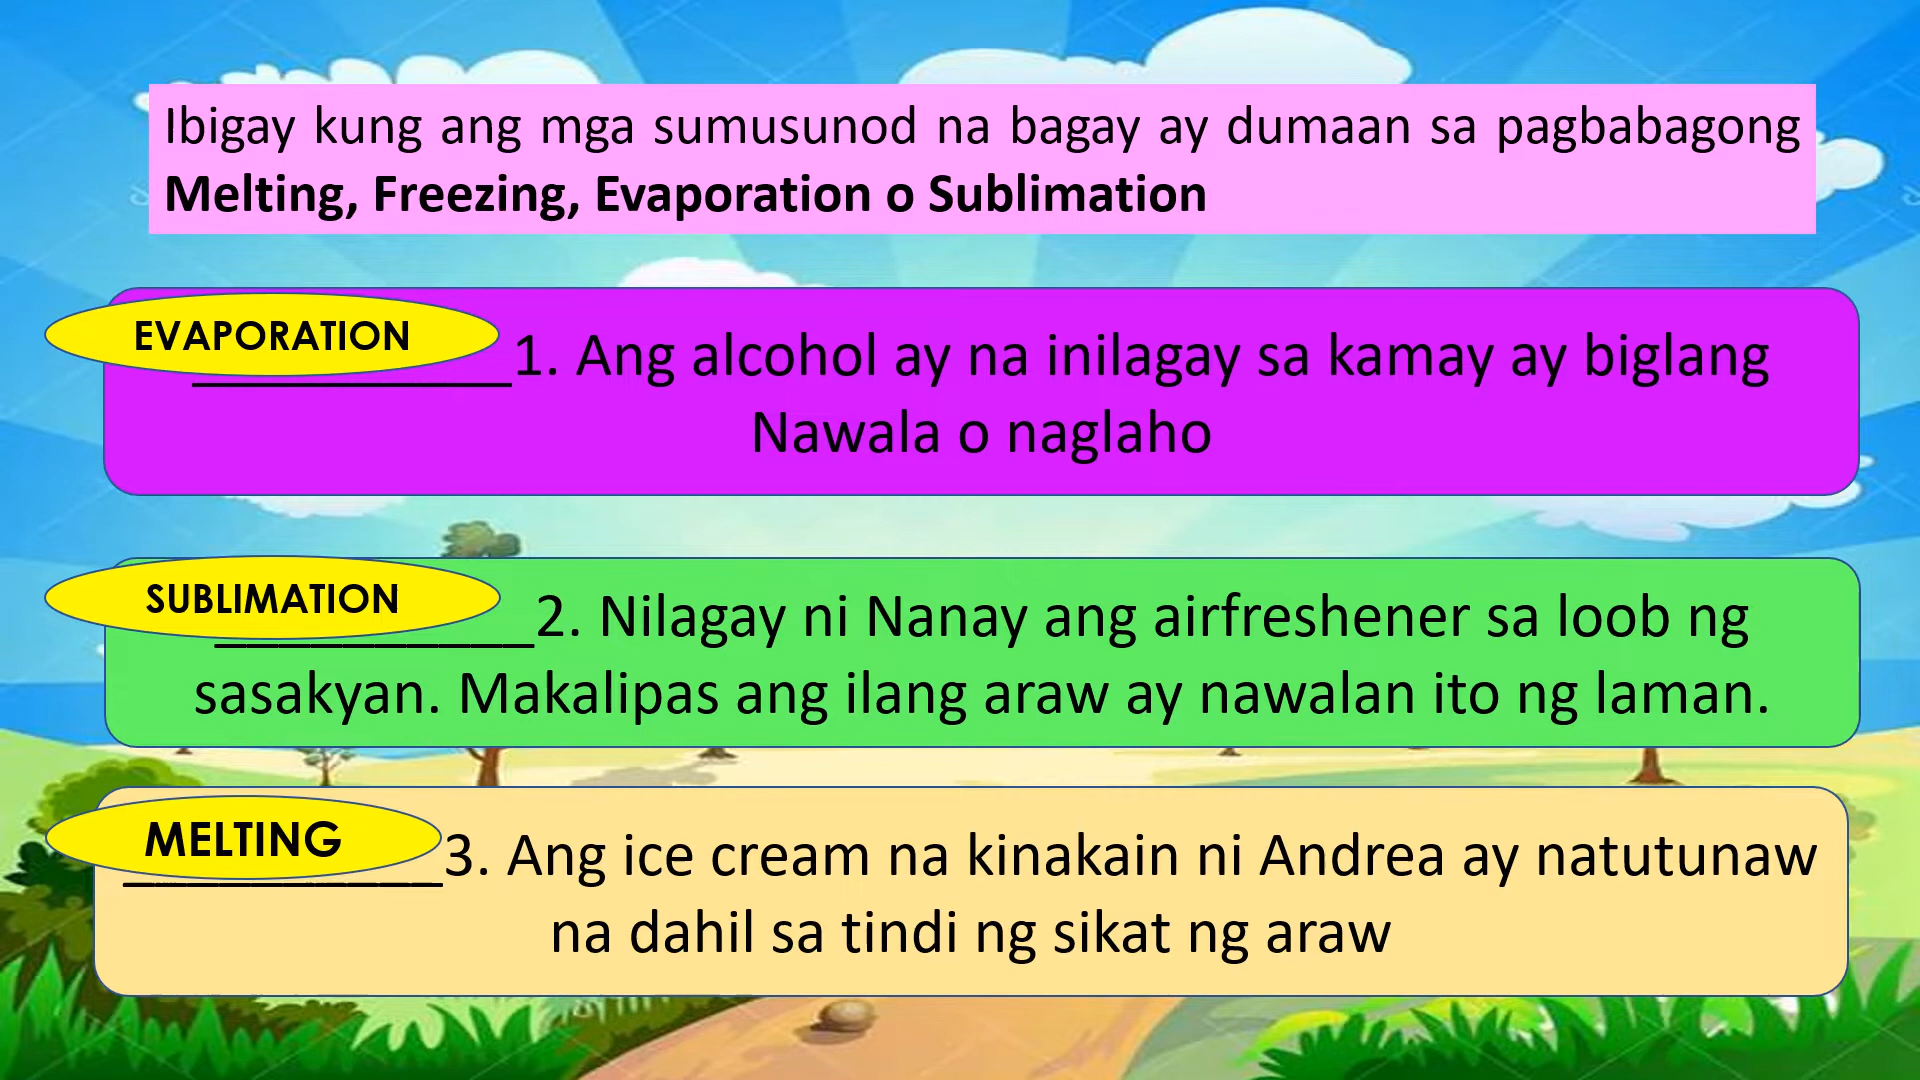 Ibigay kung ang mga sumusunod na bagay ay dumaan sa pagbabagong
Melting, Freezing, Evaporation o Sublimation
EVAPORATION
__________1. Ang alcohol ay na inilagay sa kamay ay biglang
Nawala o naglaho
SUBLIMATION
__________2. Nilagay ni Nanay ang airfreshener sa loob ng
sasakyan. Makalipas ang ilang araw ay nawalan ito ng laman.
MELTING
__________3. Ang ice cream na kinakain ni Andrea ay natutunaw
na dahil sa tindi ng sikat ng araw